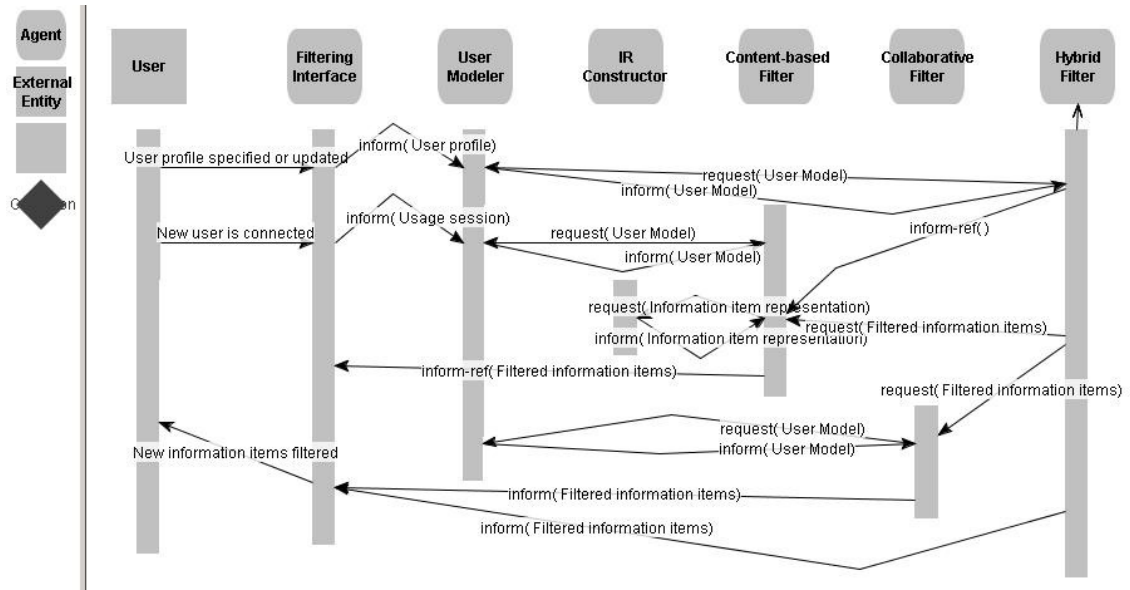 Agent
External
Entity
User
Filtering
Interface
User
Modeler
IR
Constructor
Content-based
Filter
Collaborative
Filter
Hybrid
Filter
User profile specified or updated
inform( User profile)
request( User Model)
inform( User Model)
New user is connected
inform( Usage session)
request( User Model)
inform( User Model)
inform-ref( )
request( Information item representation)
request( Filtered information items)
inform( Information item representation)
inform-ref( Filtered information items)
request( Filtered information items)
request( User Model)
inform( User Model)
New information items filtered
inform( Filtered information items)
inform( Filtered information items)